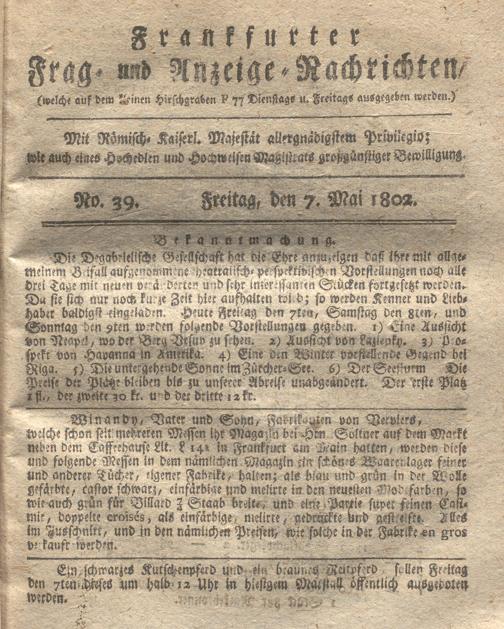 Frankfurter
Frag- und Anzeige-Nachrichten/
(welche auf dem kleinen Hirschgraben P 77 Dienstags u. Freitags ausgegeben werden.)
Mit Römisch-Kaiserl. Majestät allergnädigstem Privilegio;
wie auch eines Hochedlen und Hochweisen Magistrats großgünstiger Bewilligung.
No. 39. Freitag, den 7. Mai 1802.
Bekanntmachung.
Die Degabrielische Gesellschaft hat die Ehre anzuzeigen daß ihre mit allge-
meinem Beifall aufgenommene theatralisch-perspektivischen Vorstellungen noch alle
drei Tage mit neuen veränderten und sehr interessanten Stücken fortgesetzt werden.
Da sie sich nur noch kurze Zeit hier aufhalten wird; so werden Kenner und Lieb-
haber baldigst eingeladen. Heute Freitag den 7ten, Samstag den 8ten, und
Sonntag den 9ten werden folgende Vorstellungen gegeben. 1) Eine Aussicht
von Neapel, wo der Berg Vesuv zu sehen. 2) Aussicht von Lazienky. 3) Pro-
spekt von Havanna in Amerika. 4) Eine den Winter vorstellende Gegend bei
Riga. 5) Die untergehende Sonne im Zürcher-See. 6) Der Seesturm Die
Preise der Plätze bleiben bis zu unserer Abreise unabgeändert. Der erste Platz
1 fl., der zweite 30 kr. und der dritte 12 kr.
Winandy, Vater und Sohn, Fabrikanten von Verviers,
welche schon seit mehreren Messen ihr Magazin bei Hrn. Soltner auf dem Markt
neben dem Coffeehause Lit. L 142 in Frankfurt am Main hatten, werden diese
und folgende Messen in dem nämlichen Magazin ein schönes Waarenlager feiner
und anderer Tücher, eigener Fabrike, halten; als blau und grün in der Wolle
gefärbte, castor schwarz, einfärbige und melirte in den neuesten Modfarben, so
wie auch grün für Billard Staab breite, und eine Partie super feinen Casi-
mir, doppelte croisés, als einfärbige, melirte, gedruckte und gestreifte. Alles
im Ausschnitt, und in den nämlichen Preisen, wie solche in der Fabrike en gros
verkauft werden.
Ein schwarzes Kutschenpferd und ein braunes Reitpferd, sollen Freitag
den 7ten dieses um halb 12 Uhr in hiesigem Marstall öffentlich ausgeboten
werden.